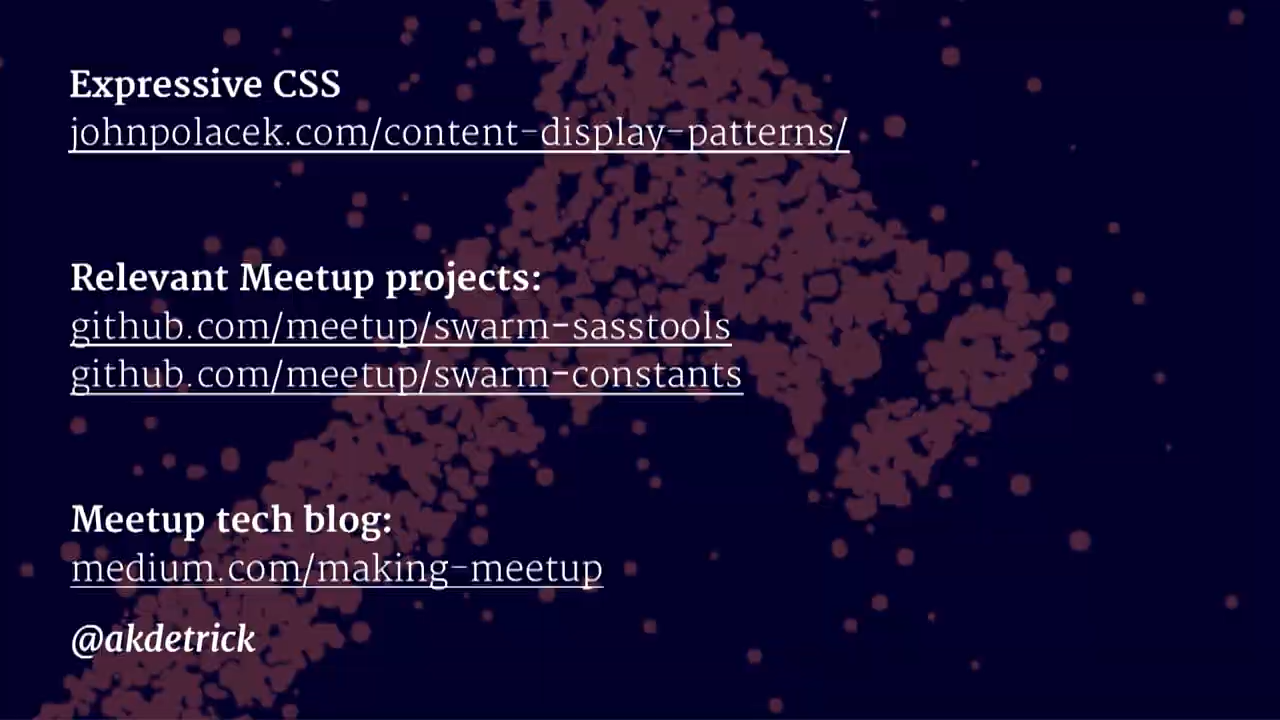 Expressive CSS
johnpolacek.com/content-display-patterns/
Relevant Meetup projects:
github.com/meetup/swarm-sasstools
github.com/meetup/swarm-constants
Meetup tech blog:
medium.com/making-meetup
@akdetrick